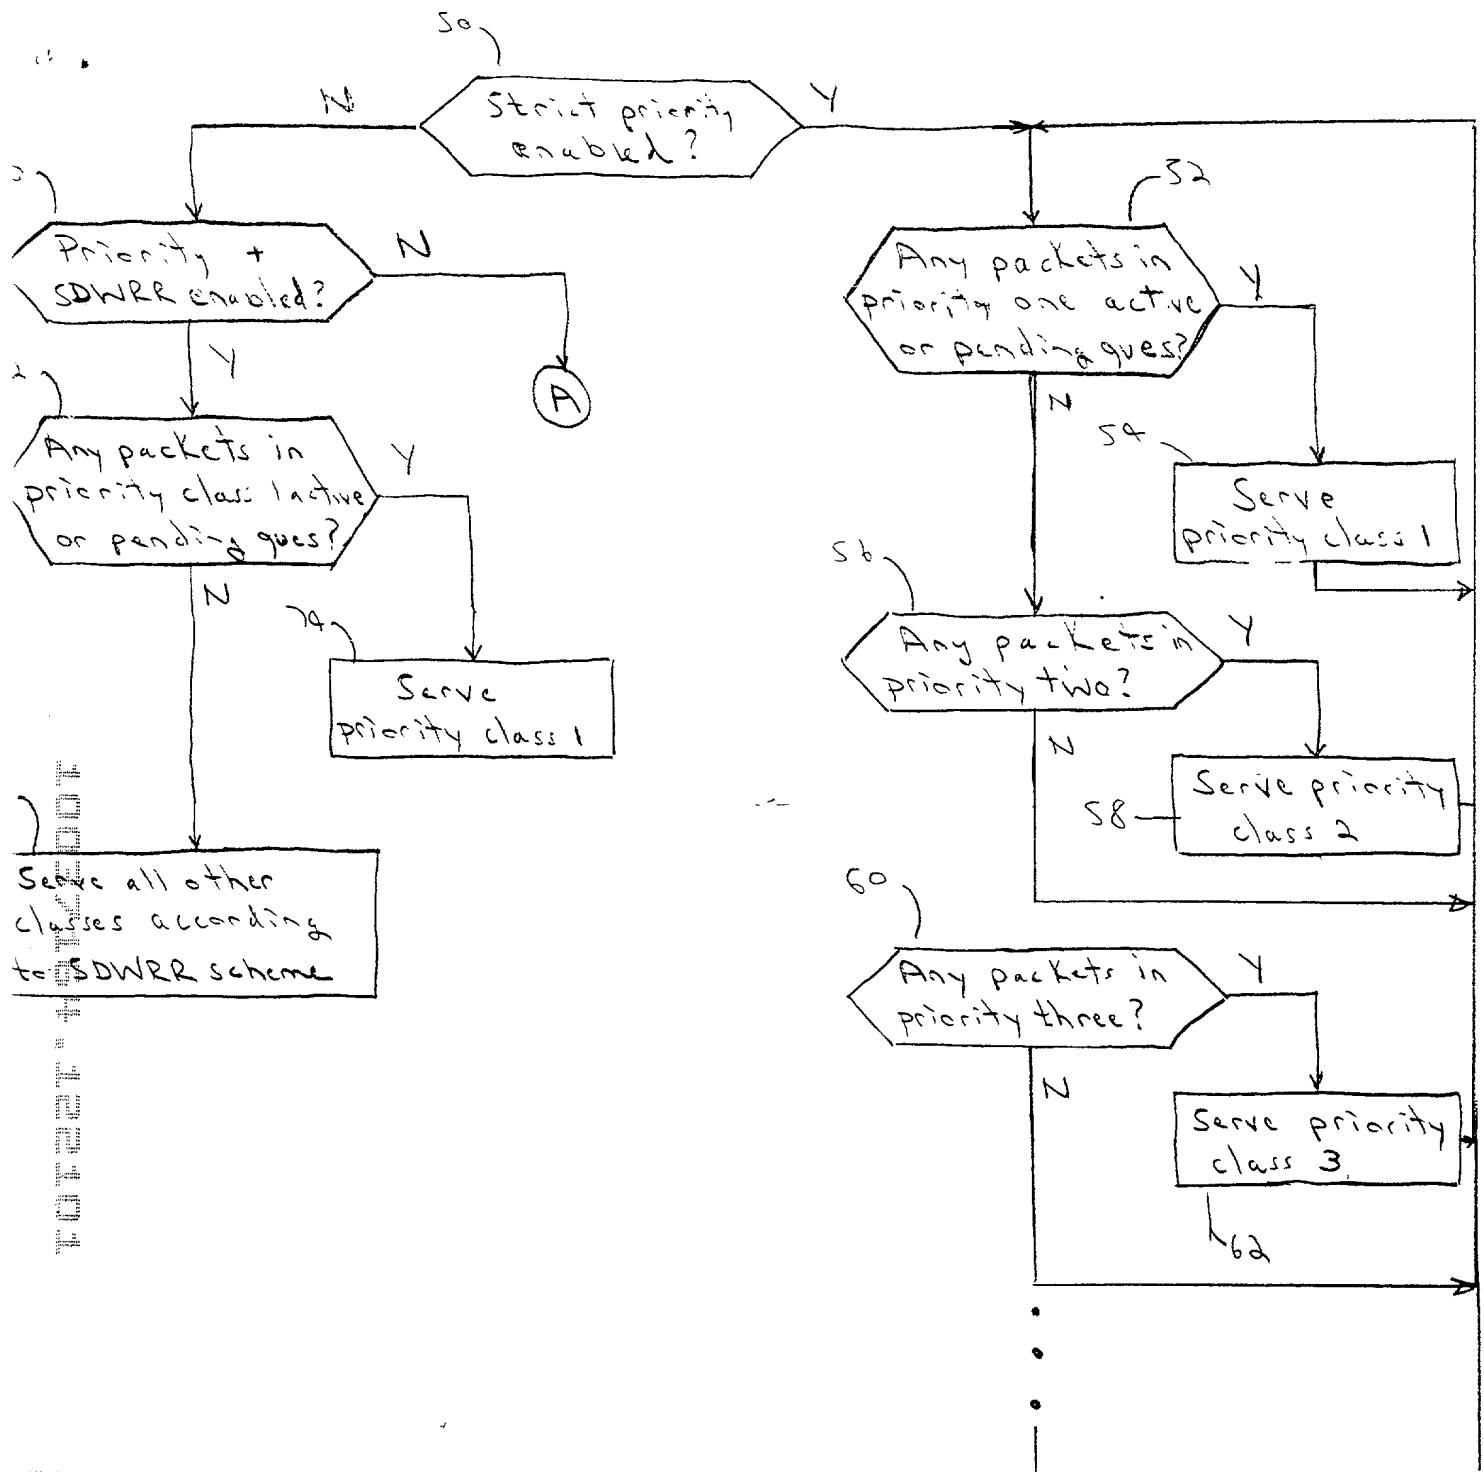 50
N
Strict priority
enabled?
Y
Priority +
SDWRR enabled?
N
Y
A
Any packets in
priority class 1 active
or pending ques?
Y
N
74
Serve
priority class 1
Serve all other
classes according
to SDWRR scheme
52
Any packets in
priority one active
or pending ques?
Y
N
54
Serve
priority class 1
56
Any packets in
priority two?
Y
N
58
Serve priority
class 2
60
Any packets in
priority three?
Y
N
Serve priority
class 3
62